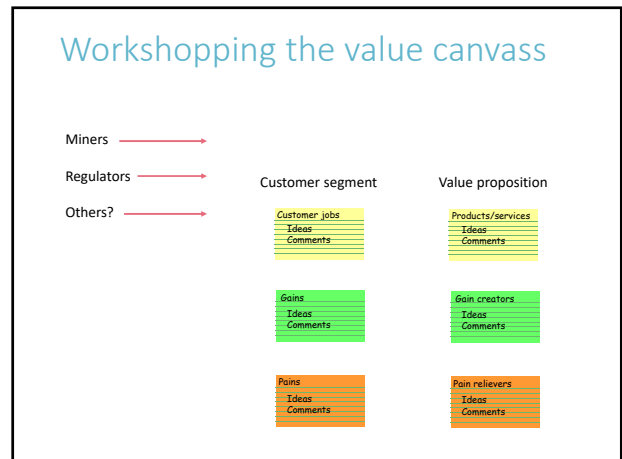 Workshopping the value canvass
Miners
Regulators
Others?
Customer segment
Value proposition
Customer jobs
Ideas
Comments
Products/services
Ideas
Comments
Gains
Ideas
Comments
Gain creators
Ideas
Comments
Pains
Ideas
Comments
Pain relievers
Ideas
Comments